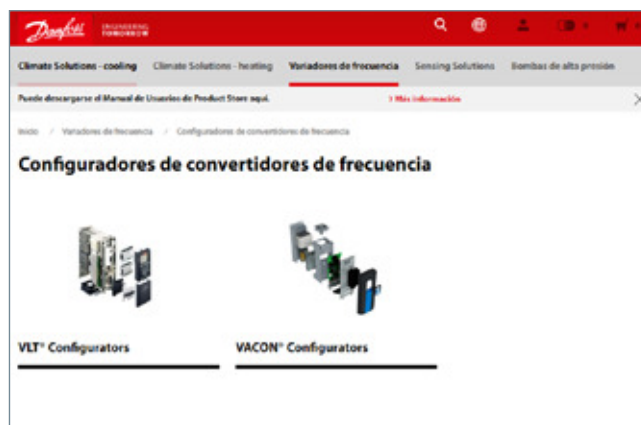 Danfoss ENGINEERING
TOMORROW
Climate Solutions - cooling Climate Solutions - heating Variadores de frecuencia Sensing Solutions Bombas de alta presión
Puede descargarse el Manual de Usuarios de Product Store aquí. > Más información
Inicio / Variadores de frecuencia / Configuradores de convertidores de frecuencia
Configuradores de convertidores de frecuencia
VLT® Configurators VACON® Configurators